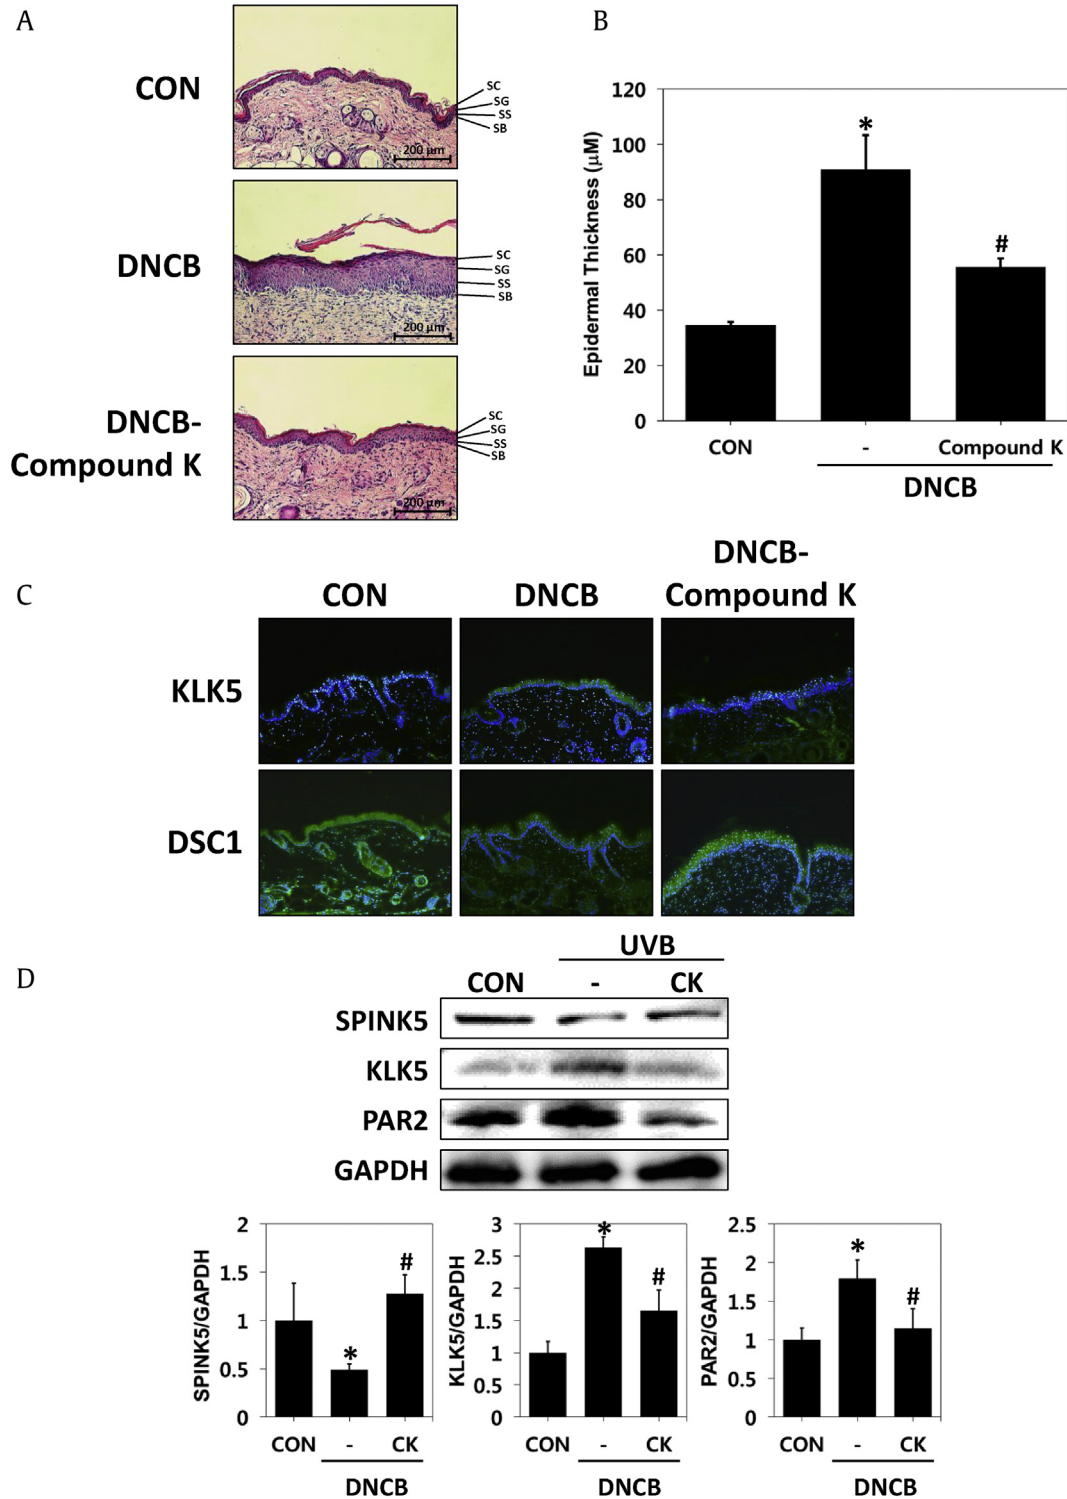 A
CON
SC
SG
SS
SB
200 µm
DNCB
SC
SG
SS
SB
200 µm
DNCB-
Compound K
SC
SG
SS
SB
200 µm
B
Epidermal Thickness (µM)
120
100
80
60
40
20
0
*
#
CON
-
Compound K
DNCB
C
CON
DNCB
DNCB-
Compound K
KLK5
DSC1
D
UVB
CON
-
CK
SPINK5
KLK5
PAR2
GAPDH
SPINK5/GAPDH
2
1.5
1
0.5
0
*
#
CON
-
CK
DNCB
KLK5/GAPDH
3
2.5
2
1.5
1
0.5
0
*
#
CON
-
CK
DNCB
PAR2/GAPDH
2.5
2
1.5
1
0.5
0
*
#
CON
-
CK
DNCB